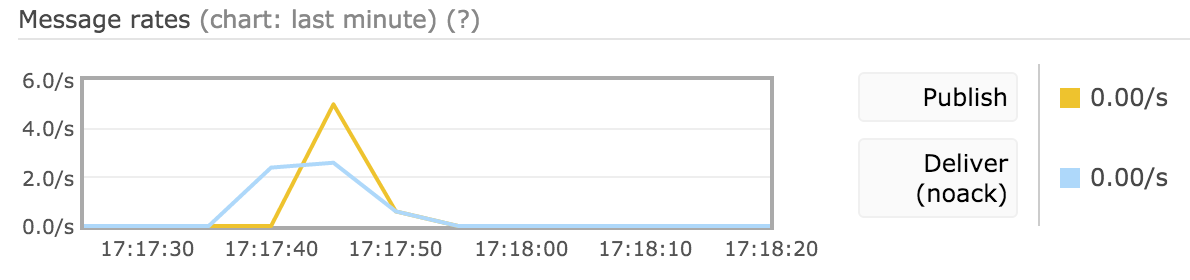 Message rates (chart: last minute) (?)
6.0/s
4.0/s
2.0/s
0.0/s
17:17:30 17:17:40 17:17:50 17:18:00 17:18:10 17:18:20
Publish 0.00/s
Deliver
(noack) 0.00/s